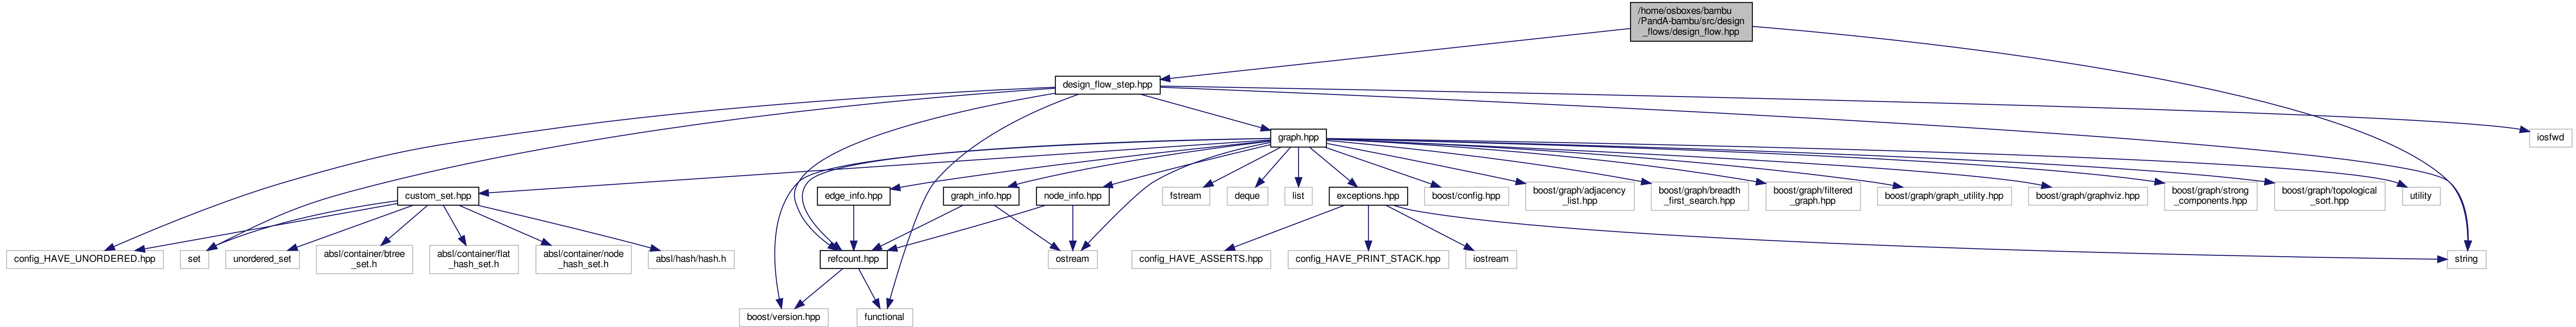 /home/osboxes/bambu
/PandA-bambu/src/design
_flows/design_flow.hpp
design_flow_step.hpp
graph.hpp
iosfwd
custom_set.hpp
edge_info.hpp
graph_info.hpp
node_info.hpp
fstream
deque
list
exceptions.hpp
boost/config.hpp
boost/graph/adjacency
_list.hpp
boost/graph/breadth
_first_search.hpp
boost/graph/filtered
_graph.hpp
boost/graph/graph_utility.hpp
boost/graph/graphviz.hpp
boost/graph/strong
_components.hpp
boost/graph/topological
_sort.hpp
utility
config_HAVE_UNORDERED.hpp
set
unordered_set
absl/container/btree
_set.h
absl/container/flat
_hash_set.h
absl/container/node
_hash_set.h
absl/hash/hash.h
refcount.hpp
ostream
config_HAVE_ASSERTS.hpp
config_HAVE_PRINT_STACK.hpp
iostream
string
boost/version.hpp
functional